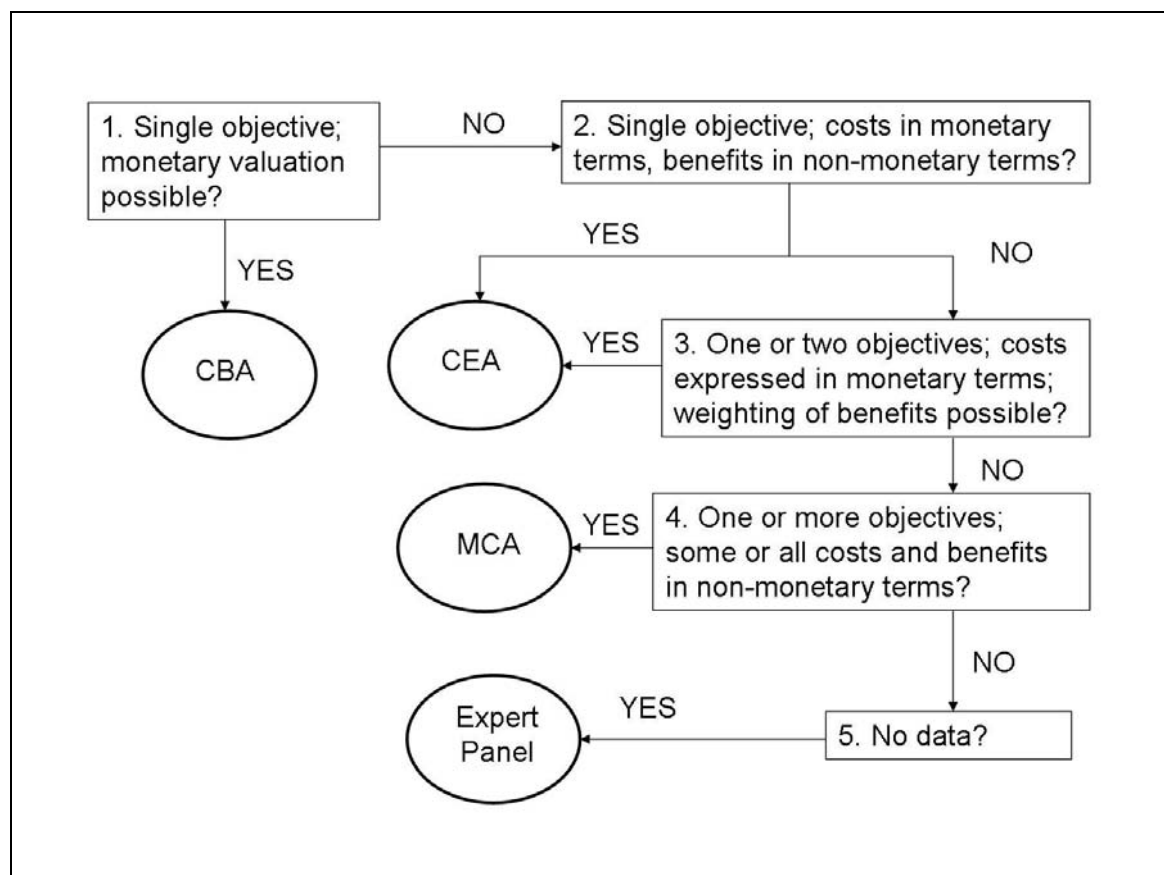 1. Single objective;
monetary valuation
possible?
NO
2. Single objective; costs in monetary
terms, benefits in non-monetary terms?
YES
YES
NO
CBA
CEA
YES
3. One or two objectives; costs
expressed in monetary terms;
weighting of benefits possible?
NO
MCA
YES
4. One or more objectives;
some or all costs and benefits
in non-monetary terms?
NO
Expert
Panel
YES
5. No data?